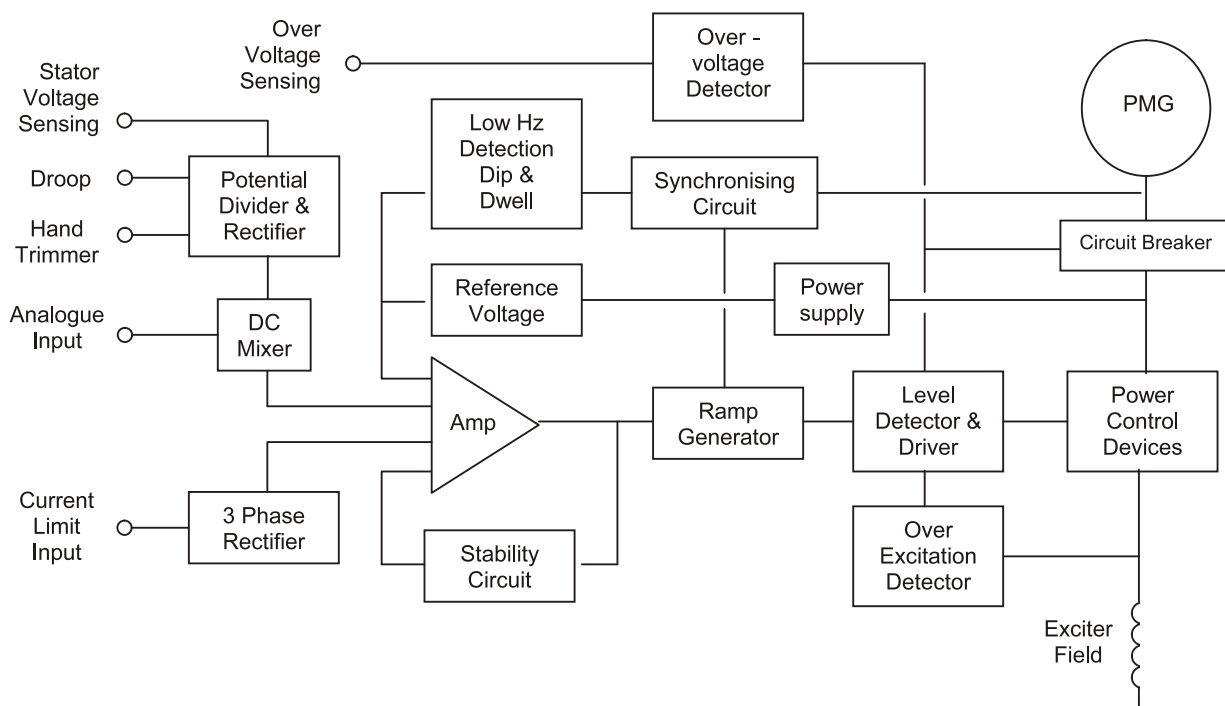 Over
Voltage
Sensing
Over -
voltage
Detector
PMG
Stator
Voltage
Sensing
Low Hz
Detection
Dip &
Dwell
Droop
Potential
Divider &
Rectifier
Synchronising
Circuit
Hand
Trimmer
Circuit Breaker
Reference
Voltage
Power
supply
Analogue
Input
DC
Mixer
Amp
Ramp
Generator
Level
Detector &
Driver
Power
Control
Devices
Current
Limit
Input
3 Phase
Rectifier
Stability
Circuit
Over
Excitation
Detector
Exciter
Field